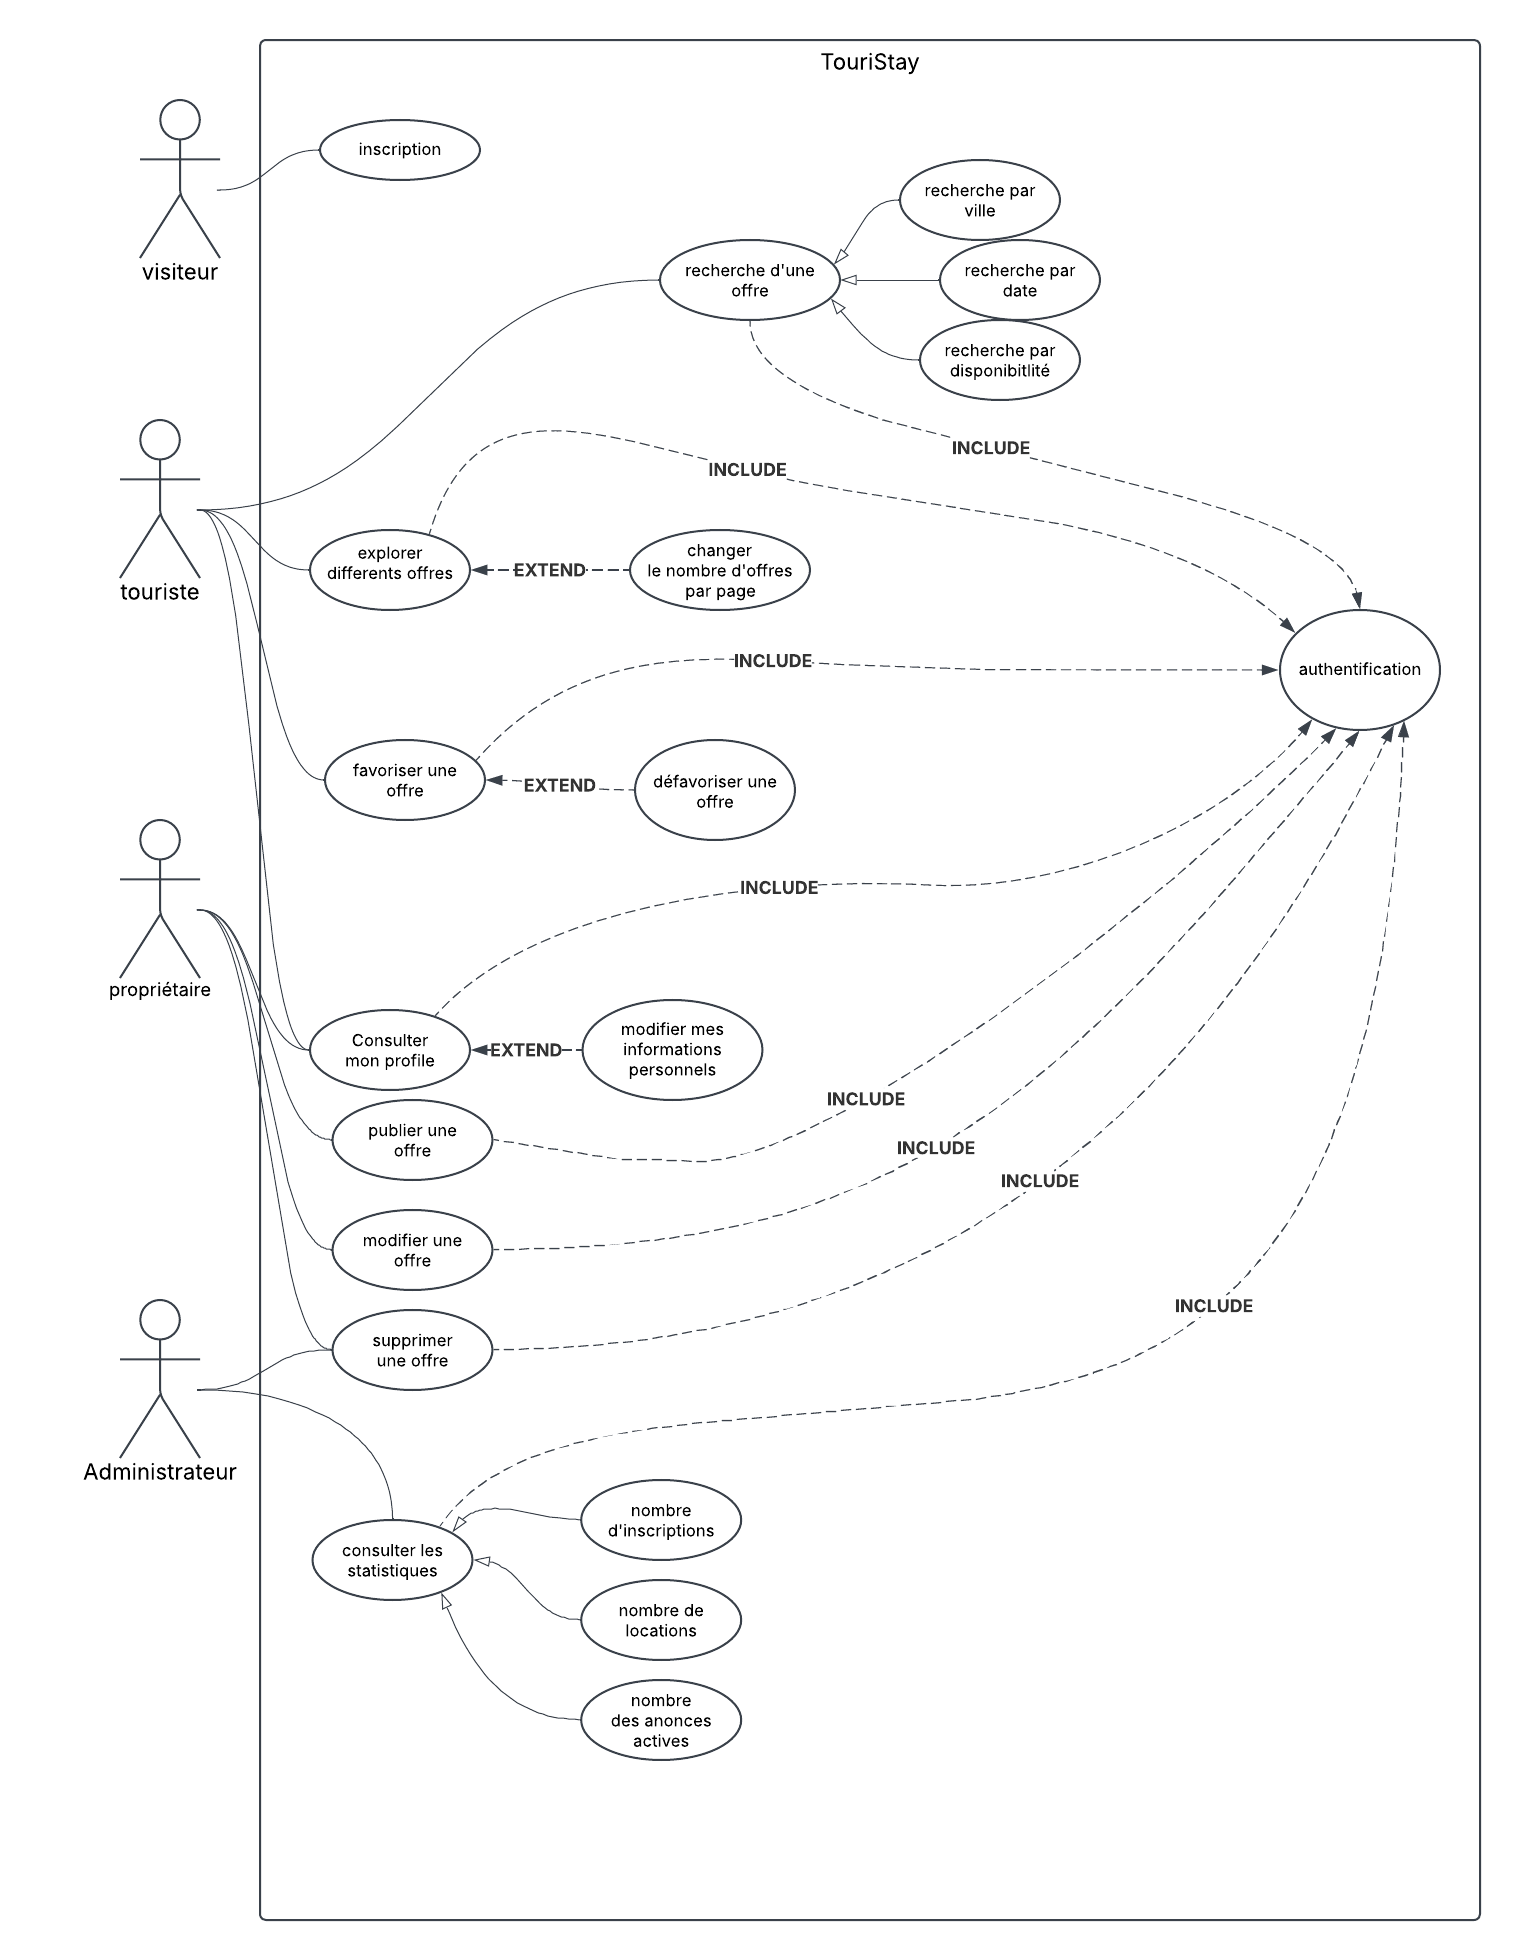 TouriStay
inscription
visiteur
recherche par
ville
recherche d'une
offre
recherche par
date
recherche par
disponibitlité
INCLUDE
INCLUDE
touriste
explorer
differents offres
EXTEND
changer
le nombre d'offres
par page
authentification
INCLUDE
favoriser une
offre
EXTEND
défavoriser une
offre
INCLUDE
propriétaire
Consulter
mon profile
EXTEND
modifier mes
informations
personnels
INCLUDE
publier une
offre
INCLUDE
INCLUDE
modifier une
offre
INCLUDE
supprimer
une offre
Administrateur
nombre
d'inscriptions
consulter les
statistiques
nombre de
locations
nombre
des anonces
actives